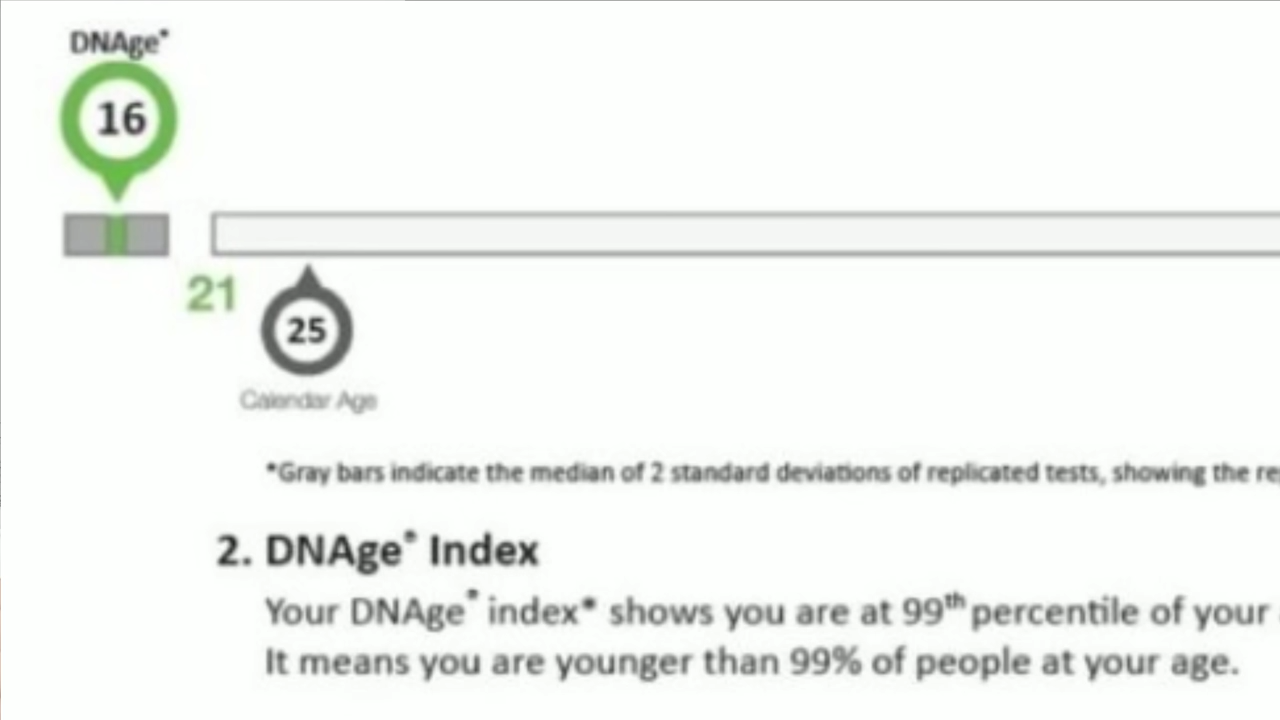 DNAge*
16
21
25
Calendar Age
*Gray bars indicate the median of 2 standard deviations of replicated tests, showing the re
2. DNAge* Index
Your DNAge* index* shows you are at 99th percentile of your
It means you are younger than 99% of people at your age.